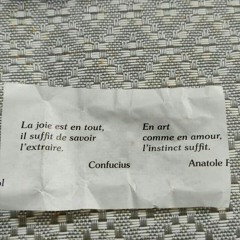 La joie est en tout,
il suffit de savoir
l'extraire.
Confucius
En art
comme en amour,
l'instinct suffit.
Anatole